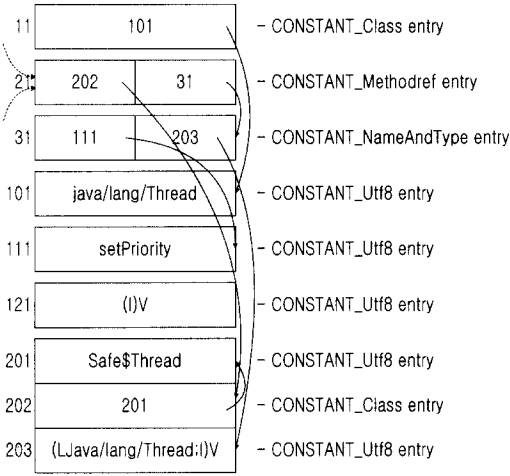 11 101 - CONSTANT_Class entry
21 202 31 - CONSTANT_Methodref entry
31 111 203 - CONSTANT_NameAndType entry
101 java/lang/Thread - CONSTANT_Utf8 entry
111 setPriority - CONSTANT_Utf8 entry
121 (I)V - CONSTANT_Utf8 entry
201 Safe$Thread - CONSTANT_Utf8 entry
202 201 - CONSTANT_Class entry
203 (LJava/lang/Thread;I)V - CONSTANT_Utf8 entry